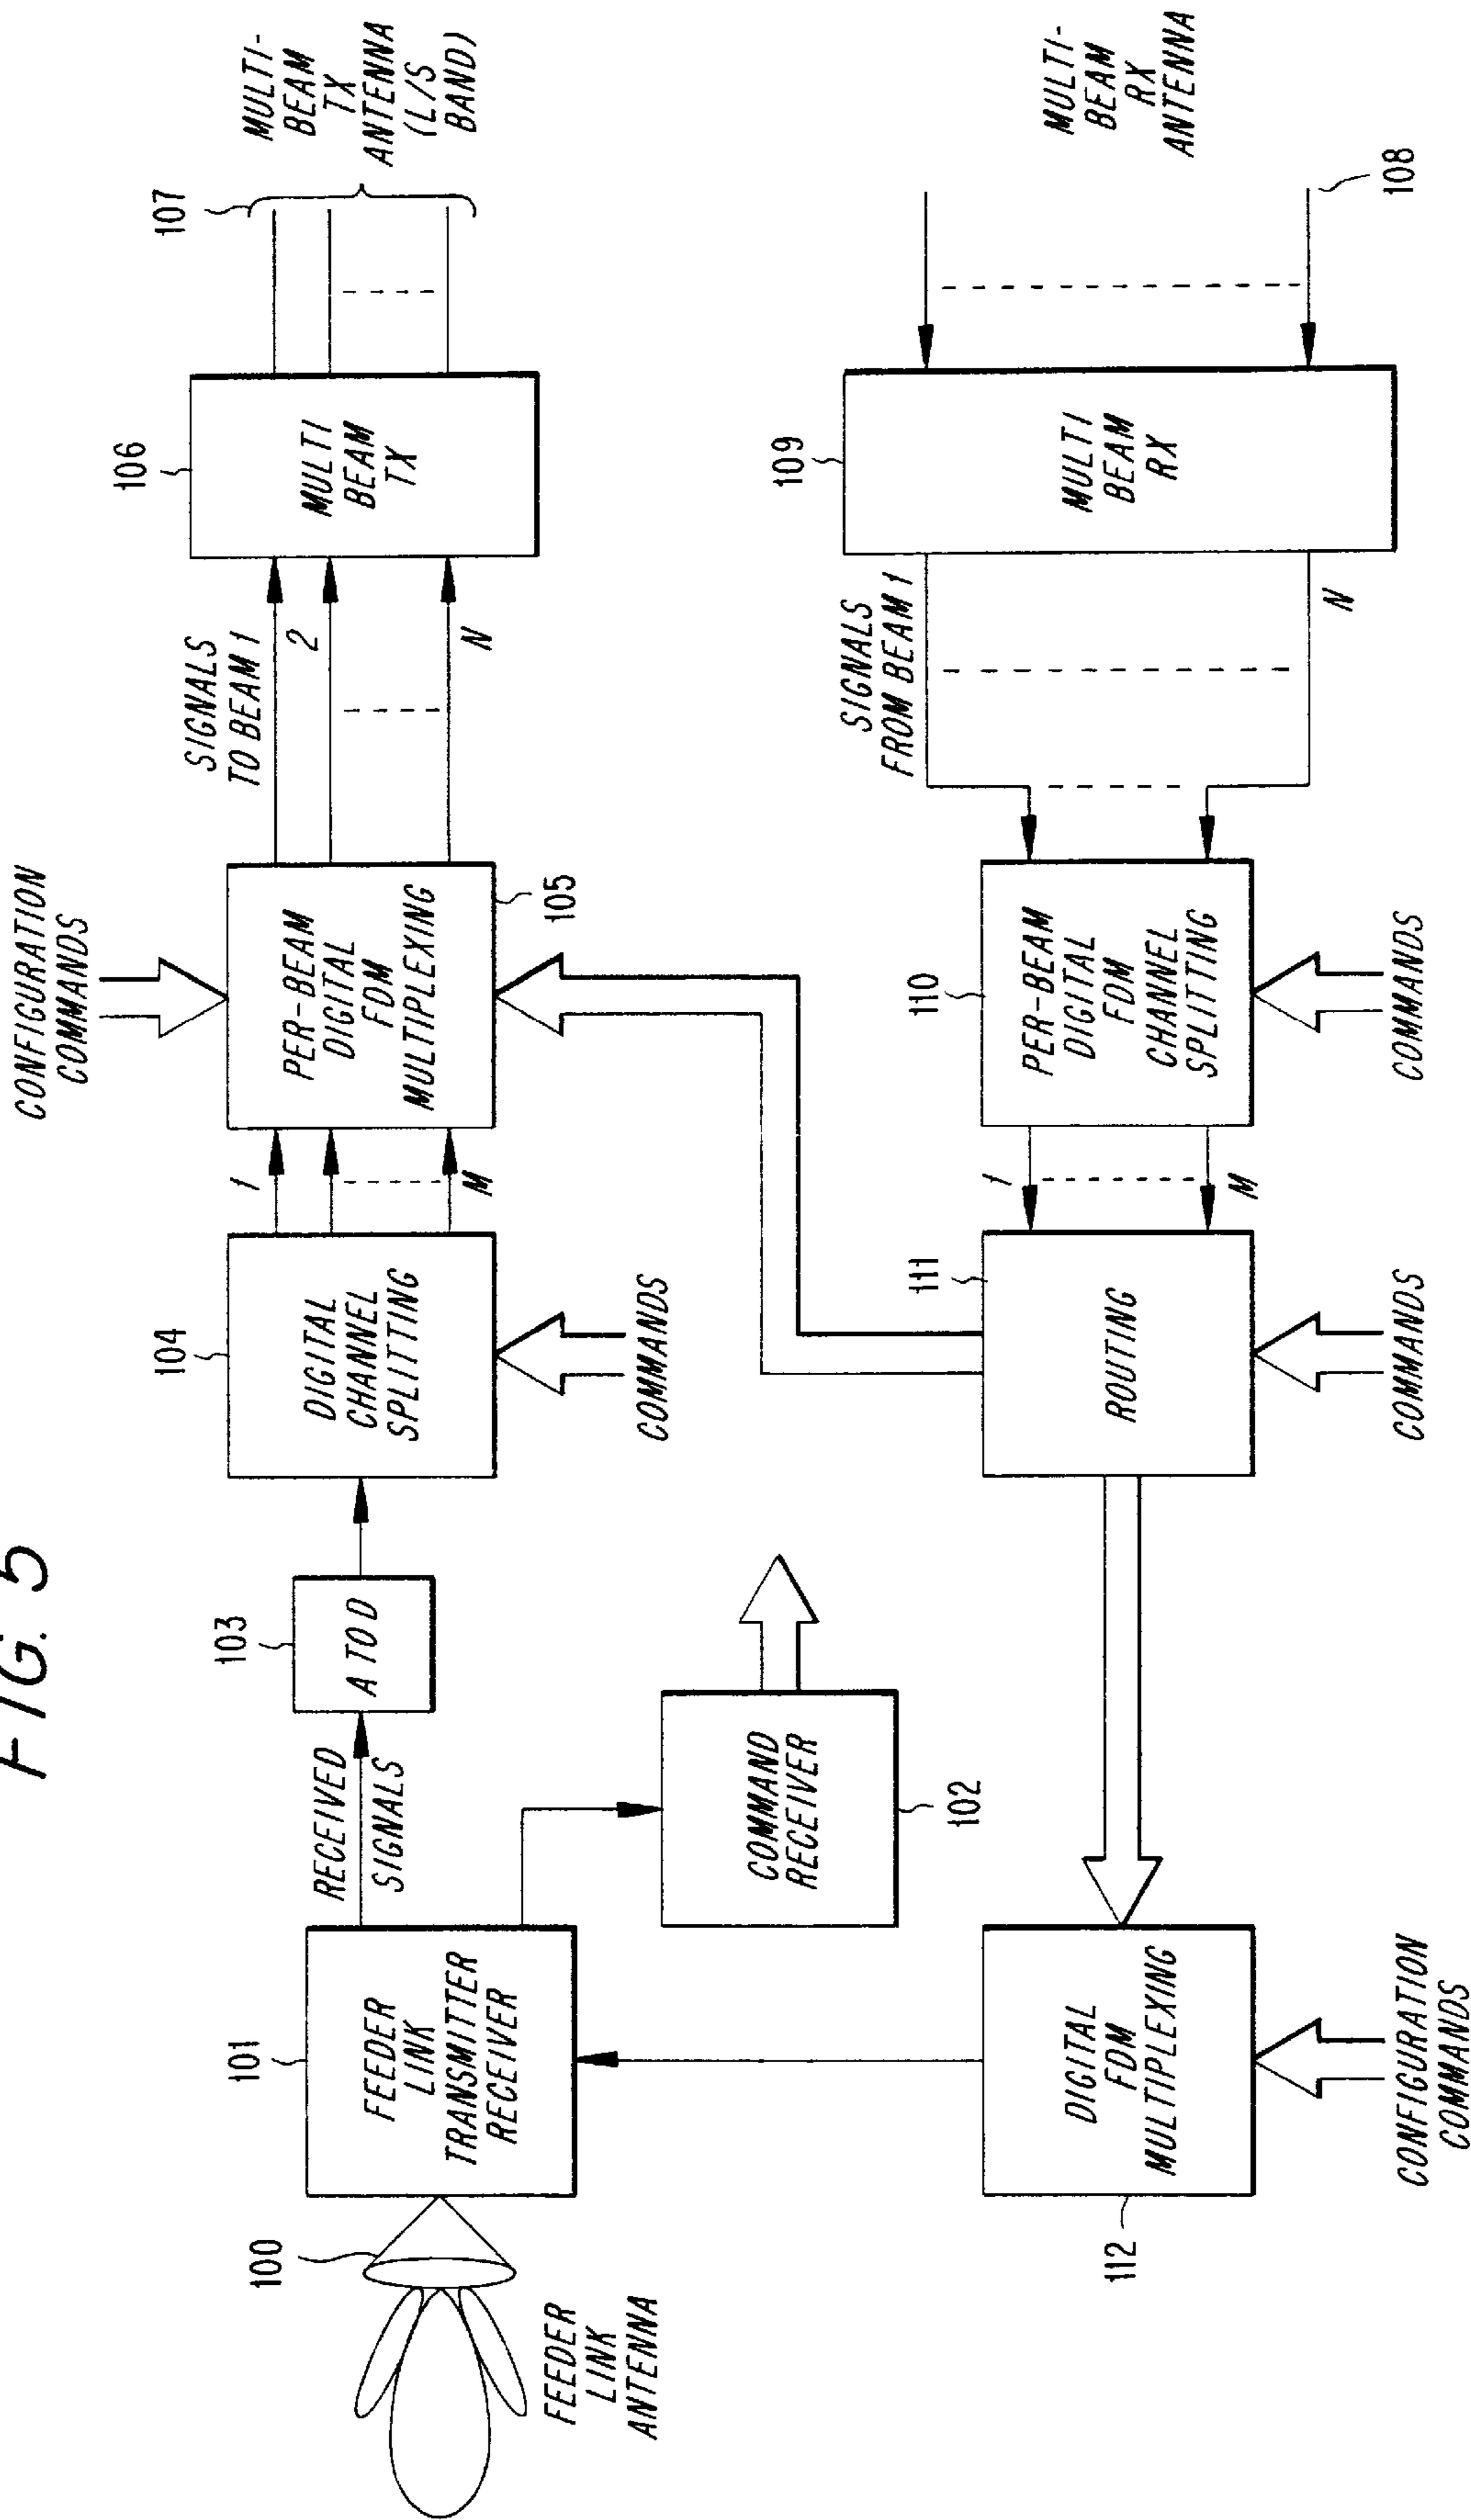 FIG. 5
CONFIGURATION
COMMANDS
100
FEEDER
LINK
ANTENNA
101
FEEDER
LINK
TRANSMITTER
RECEIVER
RECEIVED
SIGNALS
103
A TO D
104
DIGITAL
CHANNEL
SPLITTING
COMMANDS
1
M
PER-BEAM
DIGITAL
FDM
MULTIPLEXING
105
SIGNALS
TO BEAM 1
2
N
106
MULTI
BEAM
TX
107
MULTI-
BEAM
TX
ANTENNA
(L/S
BAND)
COMMAND
RECEIVER
102
112
DIGITAL
FDM
MULTIPLEXING
CONFIGURATION
COMMANDS
111
ROUTING
COMMANDS
1
M
110
PER-BEAM
DIGITAL
FDM
CHANNEL
SPLITTING
COMMANDS
SIGNALS
FROM BEAM 1
N
109
MULTI
BEAM
RX
MULTI-
BEAM
RX
ANTENNA
108